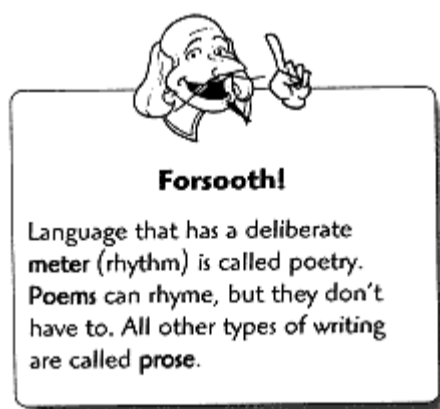 Forsooth!
Language that has a deliberate
meter (rhythm) is called poetry.
Poems can rhyme, but they don't
have to. All other types of writing
are called prose.